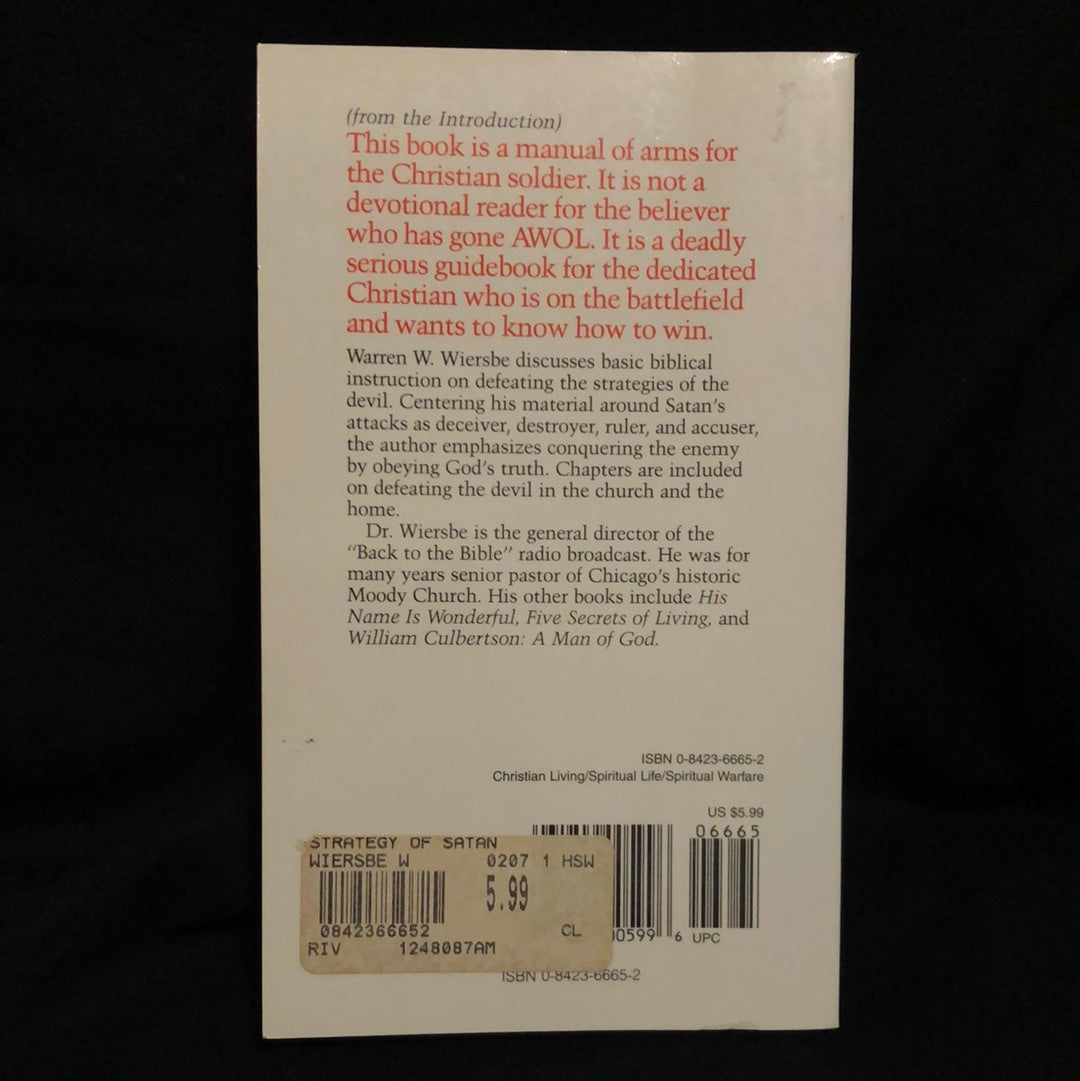 (from the Introduction)
This book is a manual of arms for
the Christian soldier. It is not a
devotional reader for the believer
who has gone AWOL. It is a deadly
serious guidebook for the dedicated
Christian who is on the battlefield
and wants to know how to win.
Warren W. Wiersbe discusses basic biblical
instruction on defeating the strategies of the
devil. Centering his material around Satan's
attacks as deceiver, destroyer, ruler, and accuser,
the author emphasizes conquering the enemy
by obeying God's truth. Chapters are included
on defeating the devil in the church and the
home.
Dr. Wiersbe is the general director of the
"Back to the Bible" radio broadcast. He was for
many years senior pastor of Chicago's historic
Moody Church. His other books include His
Name Is Wonderful, Five Secrets of Living, and
William Culbertson: A Man of God.
ISBN 0-8423-6665-2
Christian Living/Spiritual Life/Spiritual Warfare
US $5.99
06665
STRATEGY OF SATAN
WIERSBE W 0207 1 HSW
5.99
0842366652 CL
RIV 1248087AM
00599 6 UPC
ISBN 0-8423-6665-2